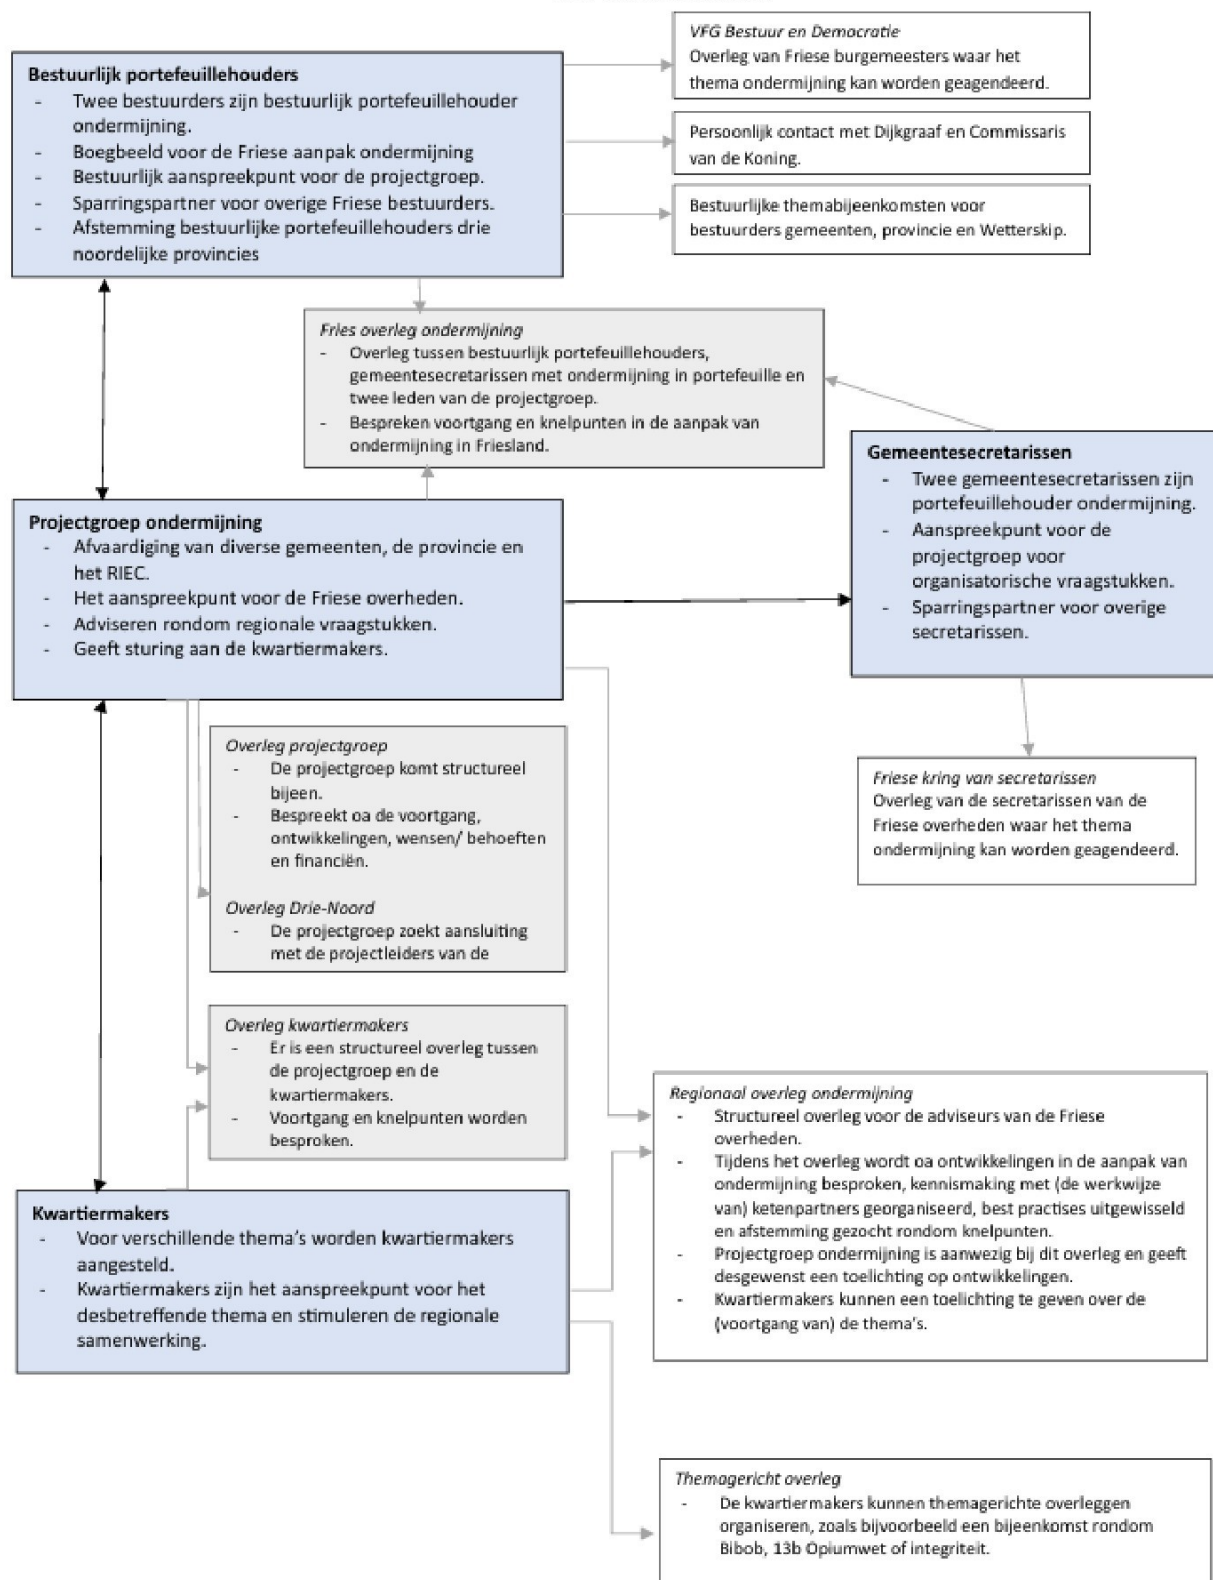 VFG Bestuur en Democratie
Overleg van Friese burgemeesters waar het
thema ondermijning kan worden geagendeerd.
Bestuurlijk portefeuillehouders
- Twee bestuurders zijn bestuurlijk portefeuillehouder
ondermijning.
- Boegbeeld voor de Friese aanpak ondermijning
- Bestuurlijk aanspreekpunt voor de projectgroep.
- Sparringspartner voor overige Friese bestuurders.
- Afstemming bestuurlijke portefeuillehouders drie
noordelijke provincies
Persoonlijk contact met Dijkgraaf en Commissaris
van de Koning.
Bestuurlijke themabijeenkomsten voor
bestuurders gemeenten, provincie en Wetterskip.
Fries overleg ondermijning
- Overleg tussen bestuurlijk portefeuillehouders,
gemeentesecretarissen met ondermijning in portefeuille en
twee leden van de projectgroep.
- Bespreken voortgang en knelpunten in de aanpak van
ondermijning in Friesland.
Gemeentesecretarissen
- Twee gemeentesecretarissen zijn
portefeuillehouder ondermijning.
- Aanspreekpunt voor de
projectgroep voor
organisatorische vraagstukken.
- Sparringspartner voor overige
secretarissen.
Projectgroep ondermijning
- Afvaardiging van diverse gemeenten, de provincie en
het RIEC.
- Het aanspreekpunt voor de Friese overheden.
- Adviseren rondom regionale vraagstukken.
- Geeft sturing aan de kwartiermakers.
Overleg projectgroep
- De projectgroep komt structureel
bijeen.
- Bespreekt oa de voortgang,
ontwikkelingen, wensen/ behoeften
en financiën.
Overleg Drie-Noord
- De projectgroep zoekt aansluiting
met de projectleiders van de
Friese kring van secretarissen
Overleg van de secretarissen van de
Friese overheden waar het thema
ondermijning kan worden geagendeerd.
Overleg kwartiermakers
- Er is een structureel overleg tussen
de projectgroep en de
kwartiermakers.
- Voortgang en knelpunten worden
besproken.
Regionaal overleg ondermijning
- Structureel overleg voor de adviseurs van de Friese
overheden.
- Tijdens het overleg wordt oa ontwikkelingen in de aanpak van
ondermijning besproken, kennismaking met (de werkwijze
van) ketenpartners georganiseerd, best practises uitgewisseld
en afstemming gezocht rondom knelpunten.
- Projectgroep ondermijning is aanwezig bij dit overleg en geeft
desgewenst een toelichting op ontwikkelingen.
- Kwartiermakers kunnen een toelichting te geven over de
(voortgang van) de thema's.
Kwartiermakers
- Voor verschillende thema's worden kwartiermakers
aangesteld.
- Kwartiermakers zijn het aanspreekpunt voor het
desbetreffende thema en stimuleren de regionale
samenwerking.
Themagericht overleg
- De kwartiermakers kunnen themagerichte overleggen
organiseren, zoals bijvoorbeeld een bijeenkomst rondom
Bibob, 13b Opiumwet of integriteit.